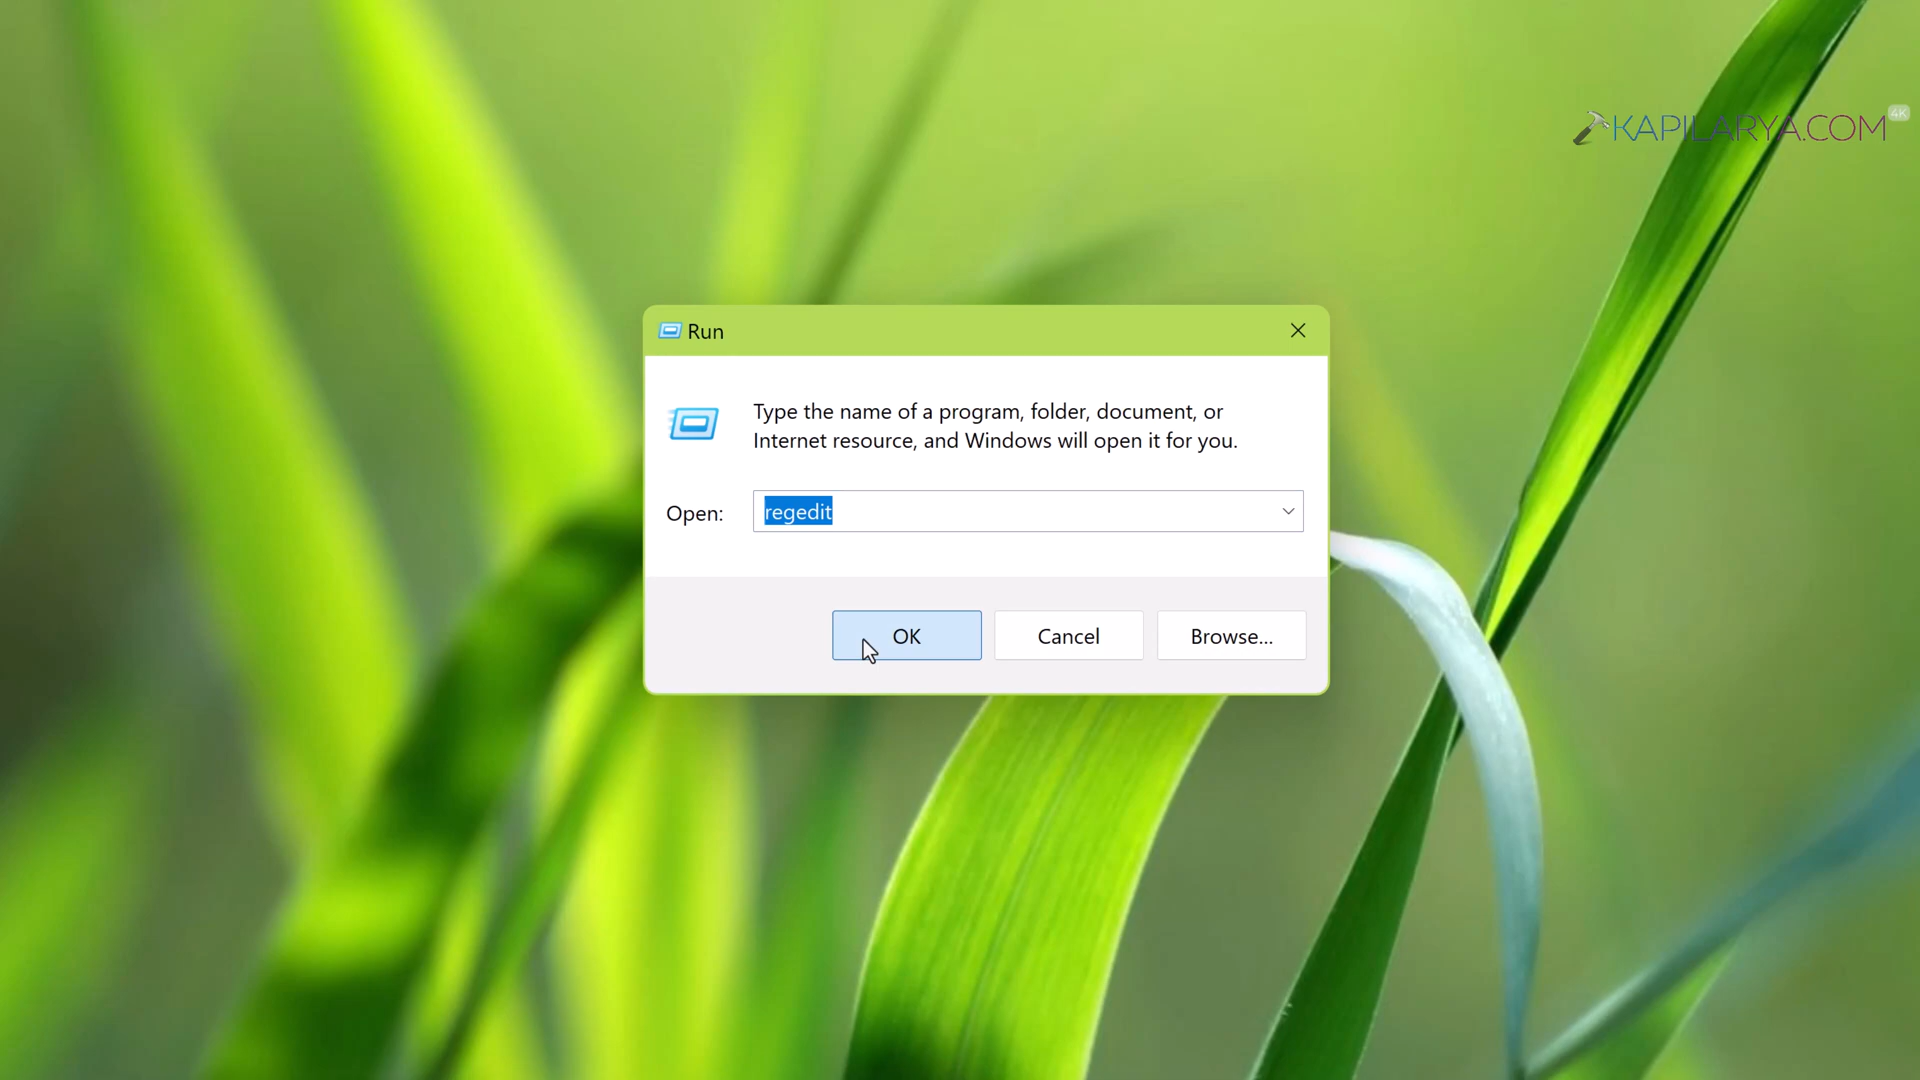 KAPILARYA.COM
4K
Run
Type the name of a program, folder, document, or
Internet resource, and Windows will open it for you.
Open:
regedit
OK
Cancel
Browse...